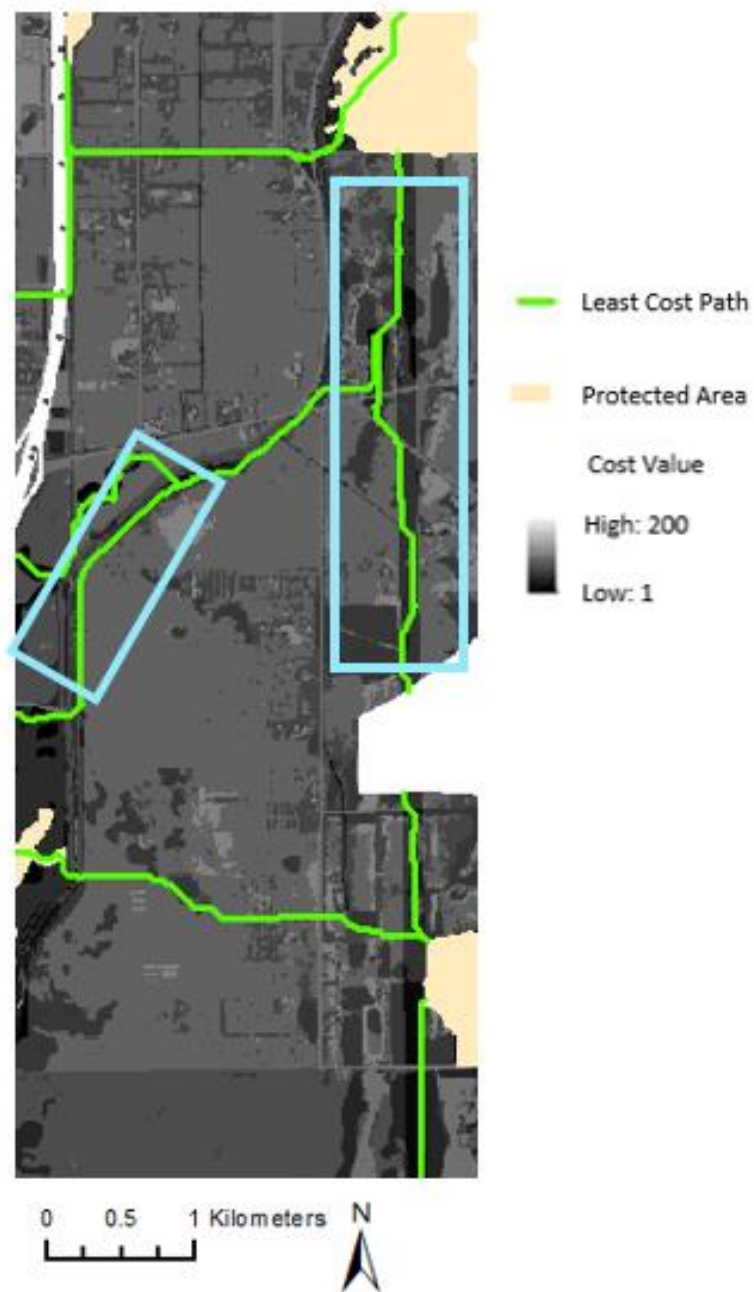 Least Cost Path
Protected Area
Cost Value
High: 200
Low: 1
0 0.5 1 Kilometers N